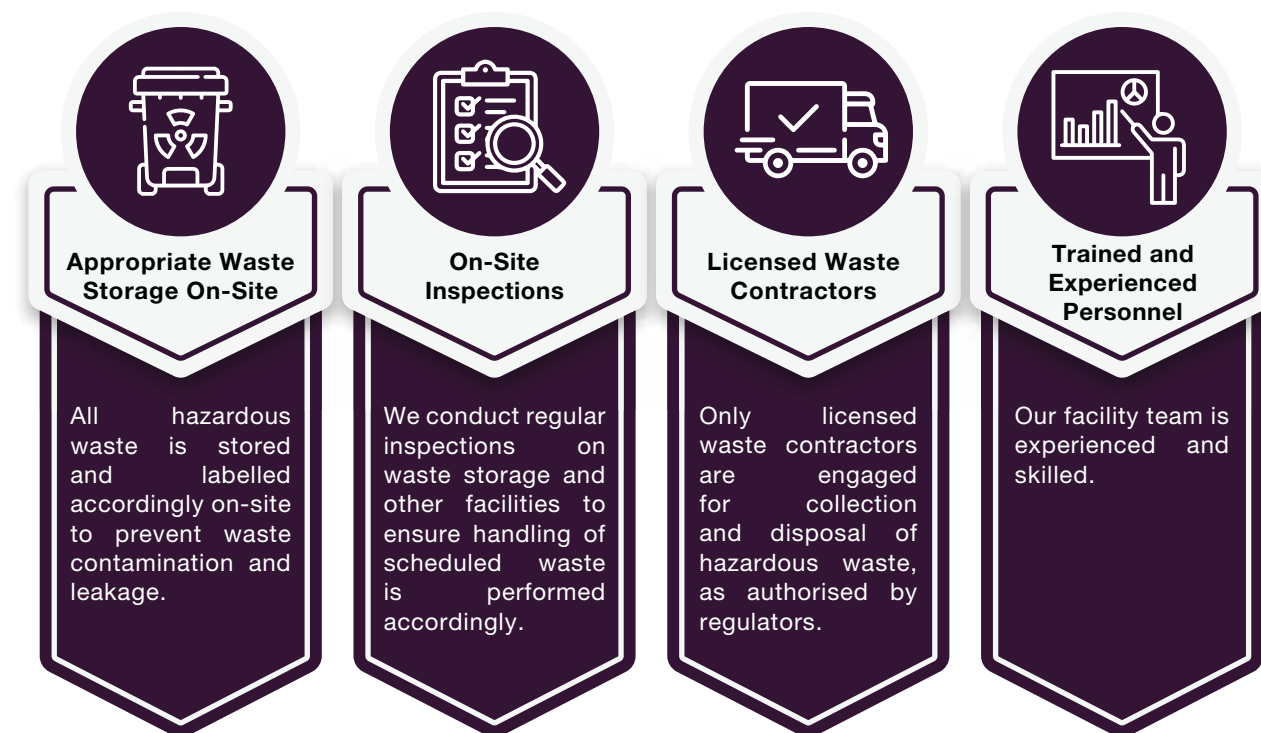 Appropriate Waste
Storage On-Site
All hazardous
waste is stored
and labelled
accordingly on-site
to prevent waste
contamination and
leakage.
On-Site
Inspections
We conduct regular
inspections on
waste storage and
other facilities to
ensure handling of
scheduled waste
is performed
accordingly.
Licensed Waste
Contractors
Only licensed
waste contractors
are engaged
for collection
and disposal of
hazardous waste,
as authorised by
regulators.
Trained and
Experienced
Personnel
Our facility team is
experienced and
skilled.